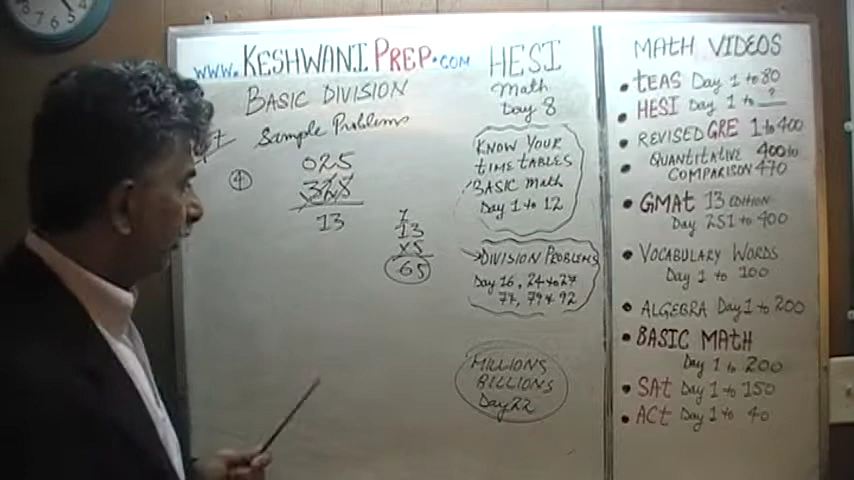 www.KESHWANI PREP.COM
BASIC DIVISION
Sample Problems
025
328
13
13
x5
65
HESI
Math
Day 8
KNOW YOUR
TIME TABLES
BASIC Math
Day 1 to 12
DIVISION PROBLEMS
Day 16, 24 to 27
77, 79 & 92
MILLIONS
BILLIONS
Day 22
MATH VIDEOS
• TEAS Day 1 to 80
• HESI Day 1 to ?
• REVISED GRE 1 to 400
• QUANTITATIVE 400 to
COMPARISON 470
• GMAT 13 EDITION
Day 251 to 400
• VOCABULARY WORDS
Day 1 to 100
• ALGEBRA Day 1 to 200
• BASIC MATH
Day 1 to 200
• SAT Day 1 to 150
• ACT Day 1 to 40
8
7
6
5